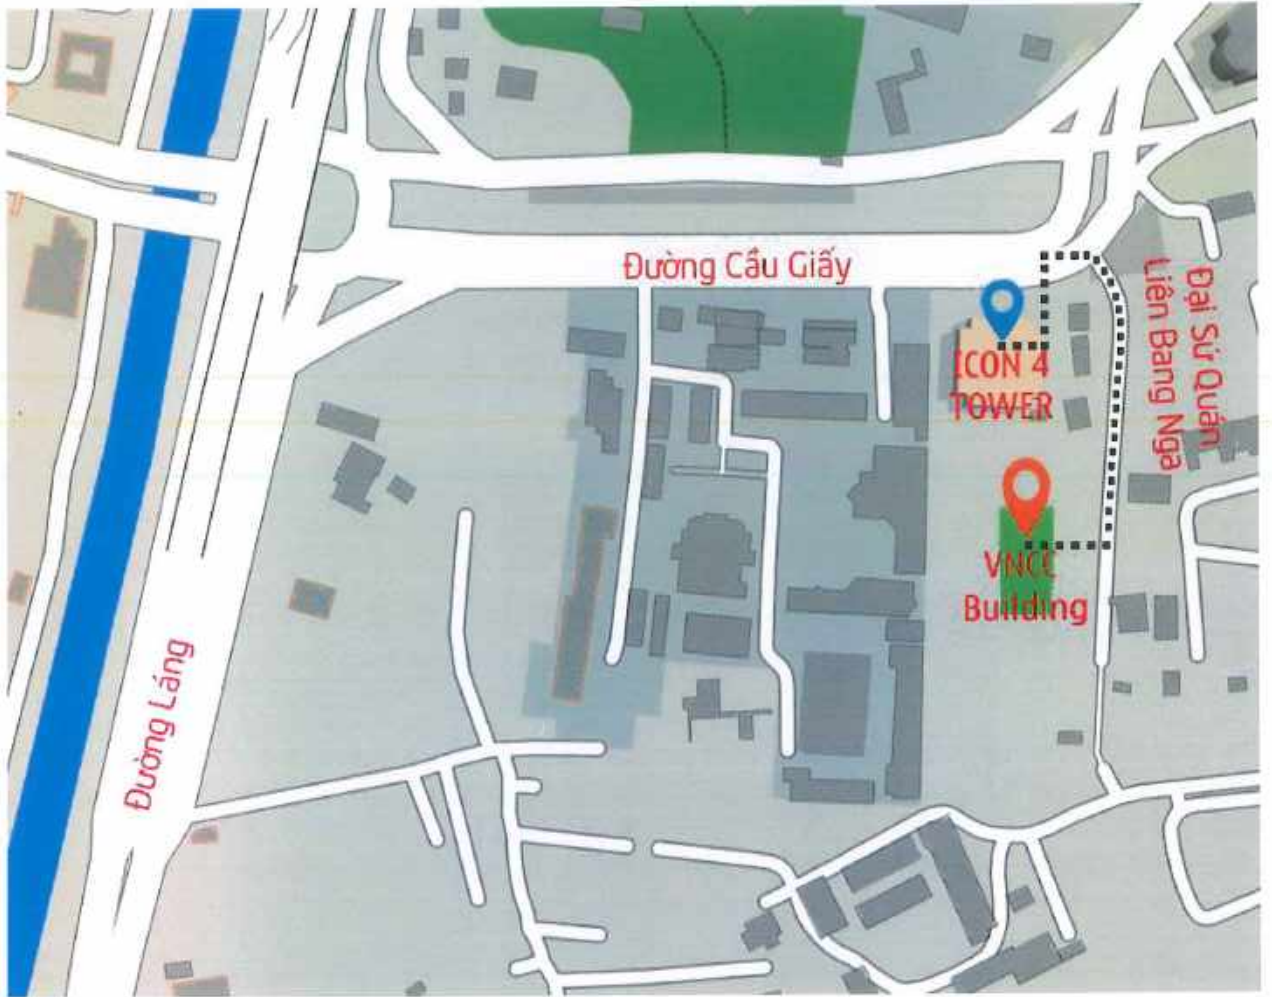 Đường Cầu Giấy
ICON 4
TOWER
Đại Sứ Quán
Liên Bang Nga
VNCC
Building
Đường Láng